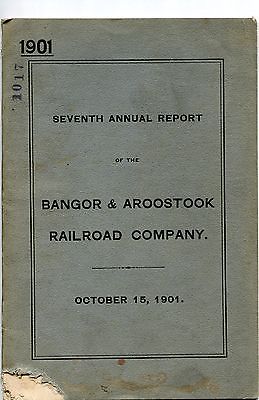 1901
1017
SEVENTH ANNUAL REPORT
OF THE
BANGOR & AROOSTOOK
RAILROAD COMPANY.
OCTOBER 15, 1901.